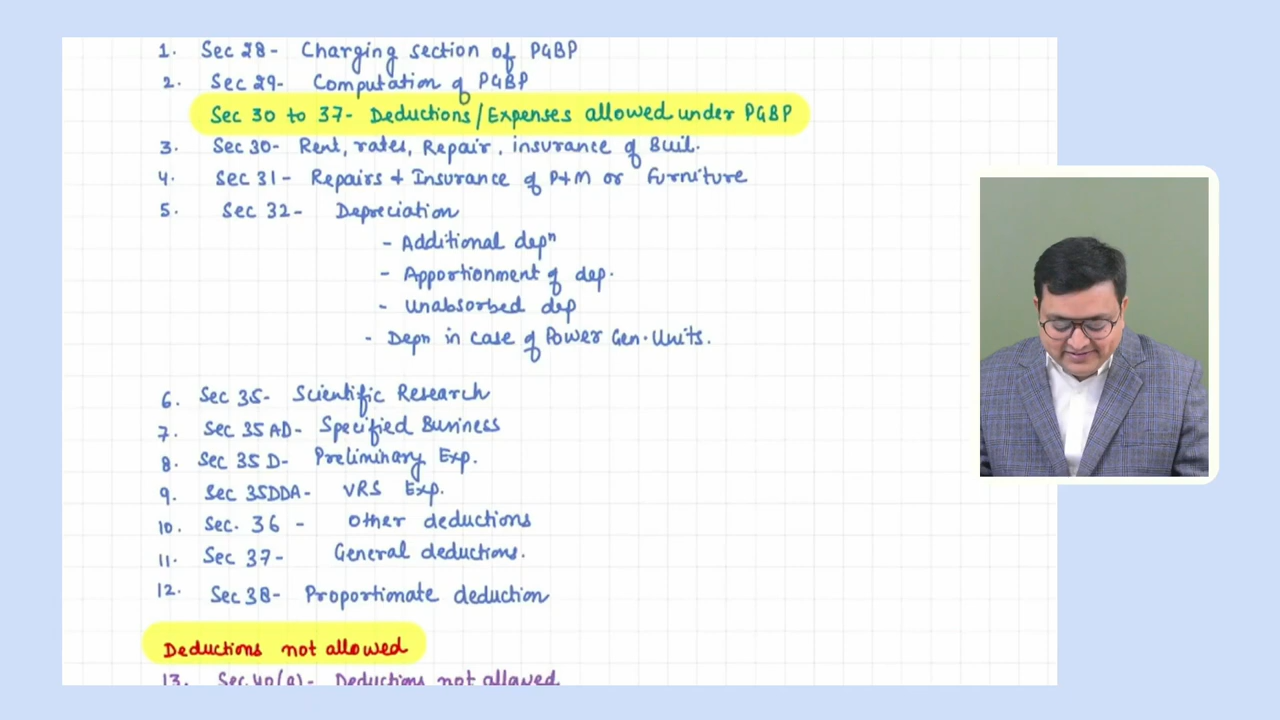 1. Sec 28- Charging section of PGBP
2. Sec 29- Computation of PGBP
Sec 30 to 37- Deductions/Expenses allowed under PGBP
3. Sec 30- Rent, rates, Repair, insurance of Buil.
4. Sec 31- Repairs + Insurance of P+M or Furniture
5. Sec 32- Depreciation
- Additional depⁿ
- Apportionment of dep.
- Unabsorbed dep
- Depn in case of Power Gen. Units.
6. Sec 35- Scientific Research
7. Sec 35 AD- Specified Business
8. Sec 35 D- Preliminary Exp.
9. Sec 35DDA- VRS Exp.
10. Sec. 36 - Other deductions
11. Sec 37- General deductions.
12. Sec 38- Proportionate deduction
Deductions not allowed
13. Sec 40(a)- Deductions not allowed